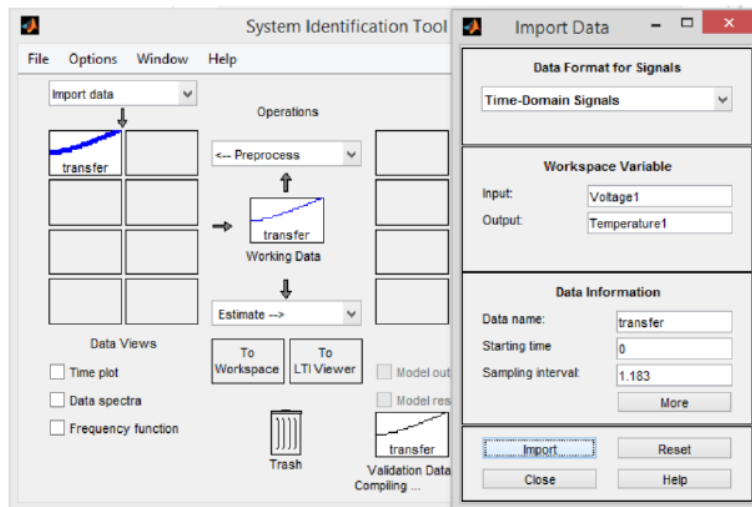 System Identification Tool
File Options Window Help
Import data
Operations
transfer
<-- Preprocess
transfer
Working Data
Estimate -->
Data Views
Time plot
Data spectra
Frequency function
To
Workspace
To
LTI Viewer
Trash
Model out
Model res
transfer
Validation Data
Compiling ...
Import Data
Data Format for Signals
Time-Domain Signals
Workspace Variable
Input: Voltage1
Output: Temperature1
Data Information
Data name: transfer
Starting time 0
Sampling interval: 1.183
More
Import Reset
Close Help